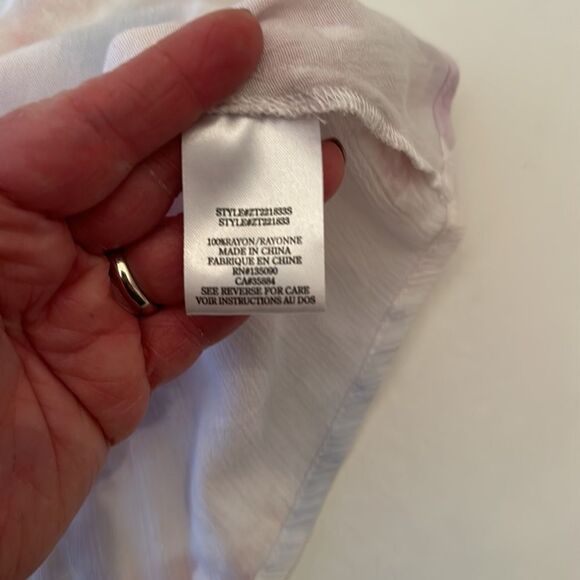 STYLE#ZT221833S
STYLE#ZT221833
100%RAYON/RAYONNE
MADE IN CHINA
FABRIQUE EN CHINE
RN#135090
CA#35884
SEE REVERSE FOR CARE
VOIR INSTRUCTIONS AU DOS